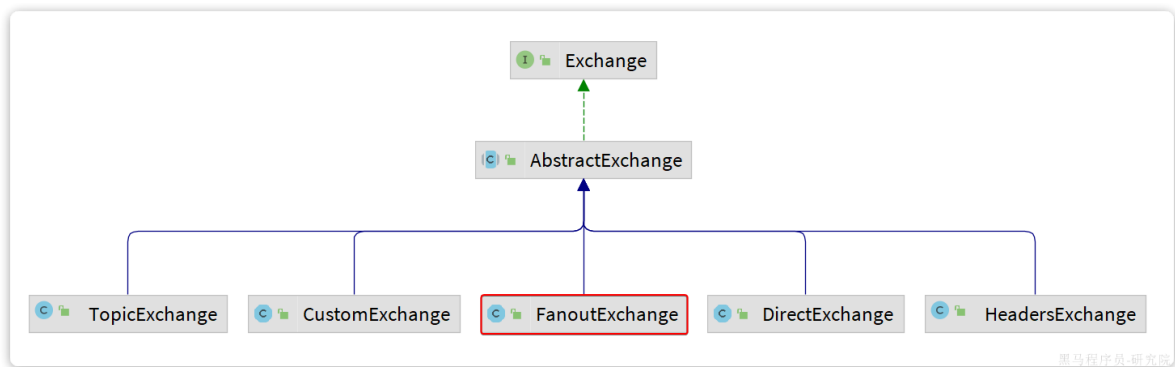 I Exchange
C AbstractExchange
C TopicExchange
C CustomExchange
C FanoutExchange
C DirectExchange
C HeadersExchange
黑马程序员-研究院